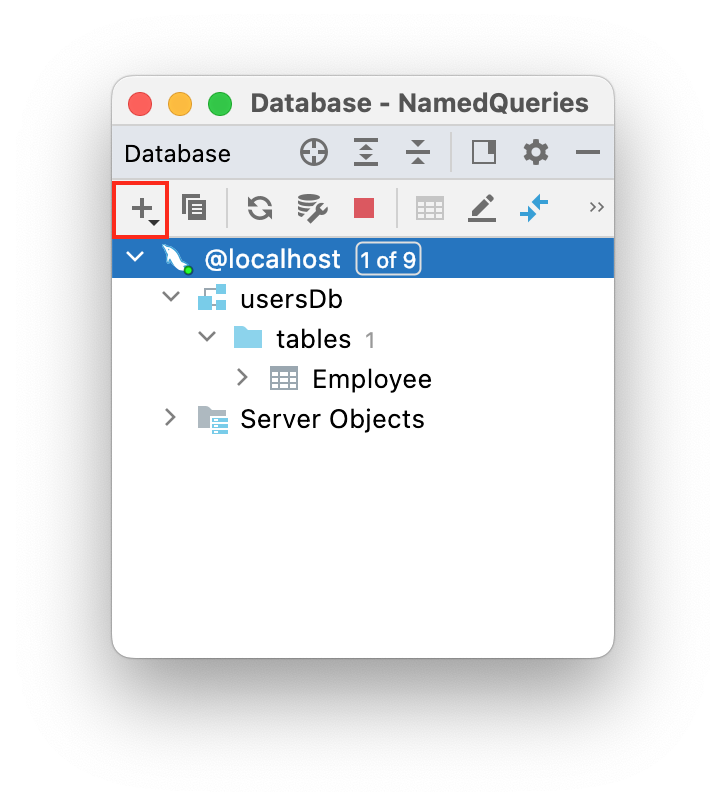 Database - NamedQueries
Database
@localhost 1 of 9
usersDb
tables 1
Employee
Server Objects